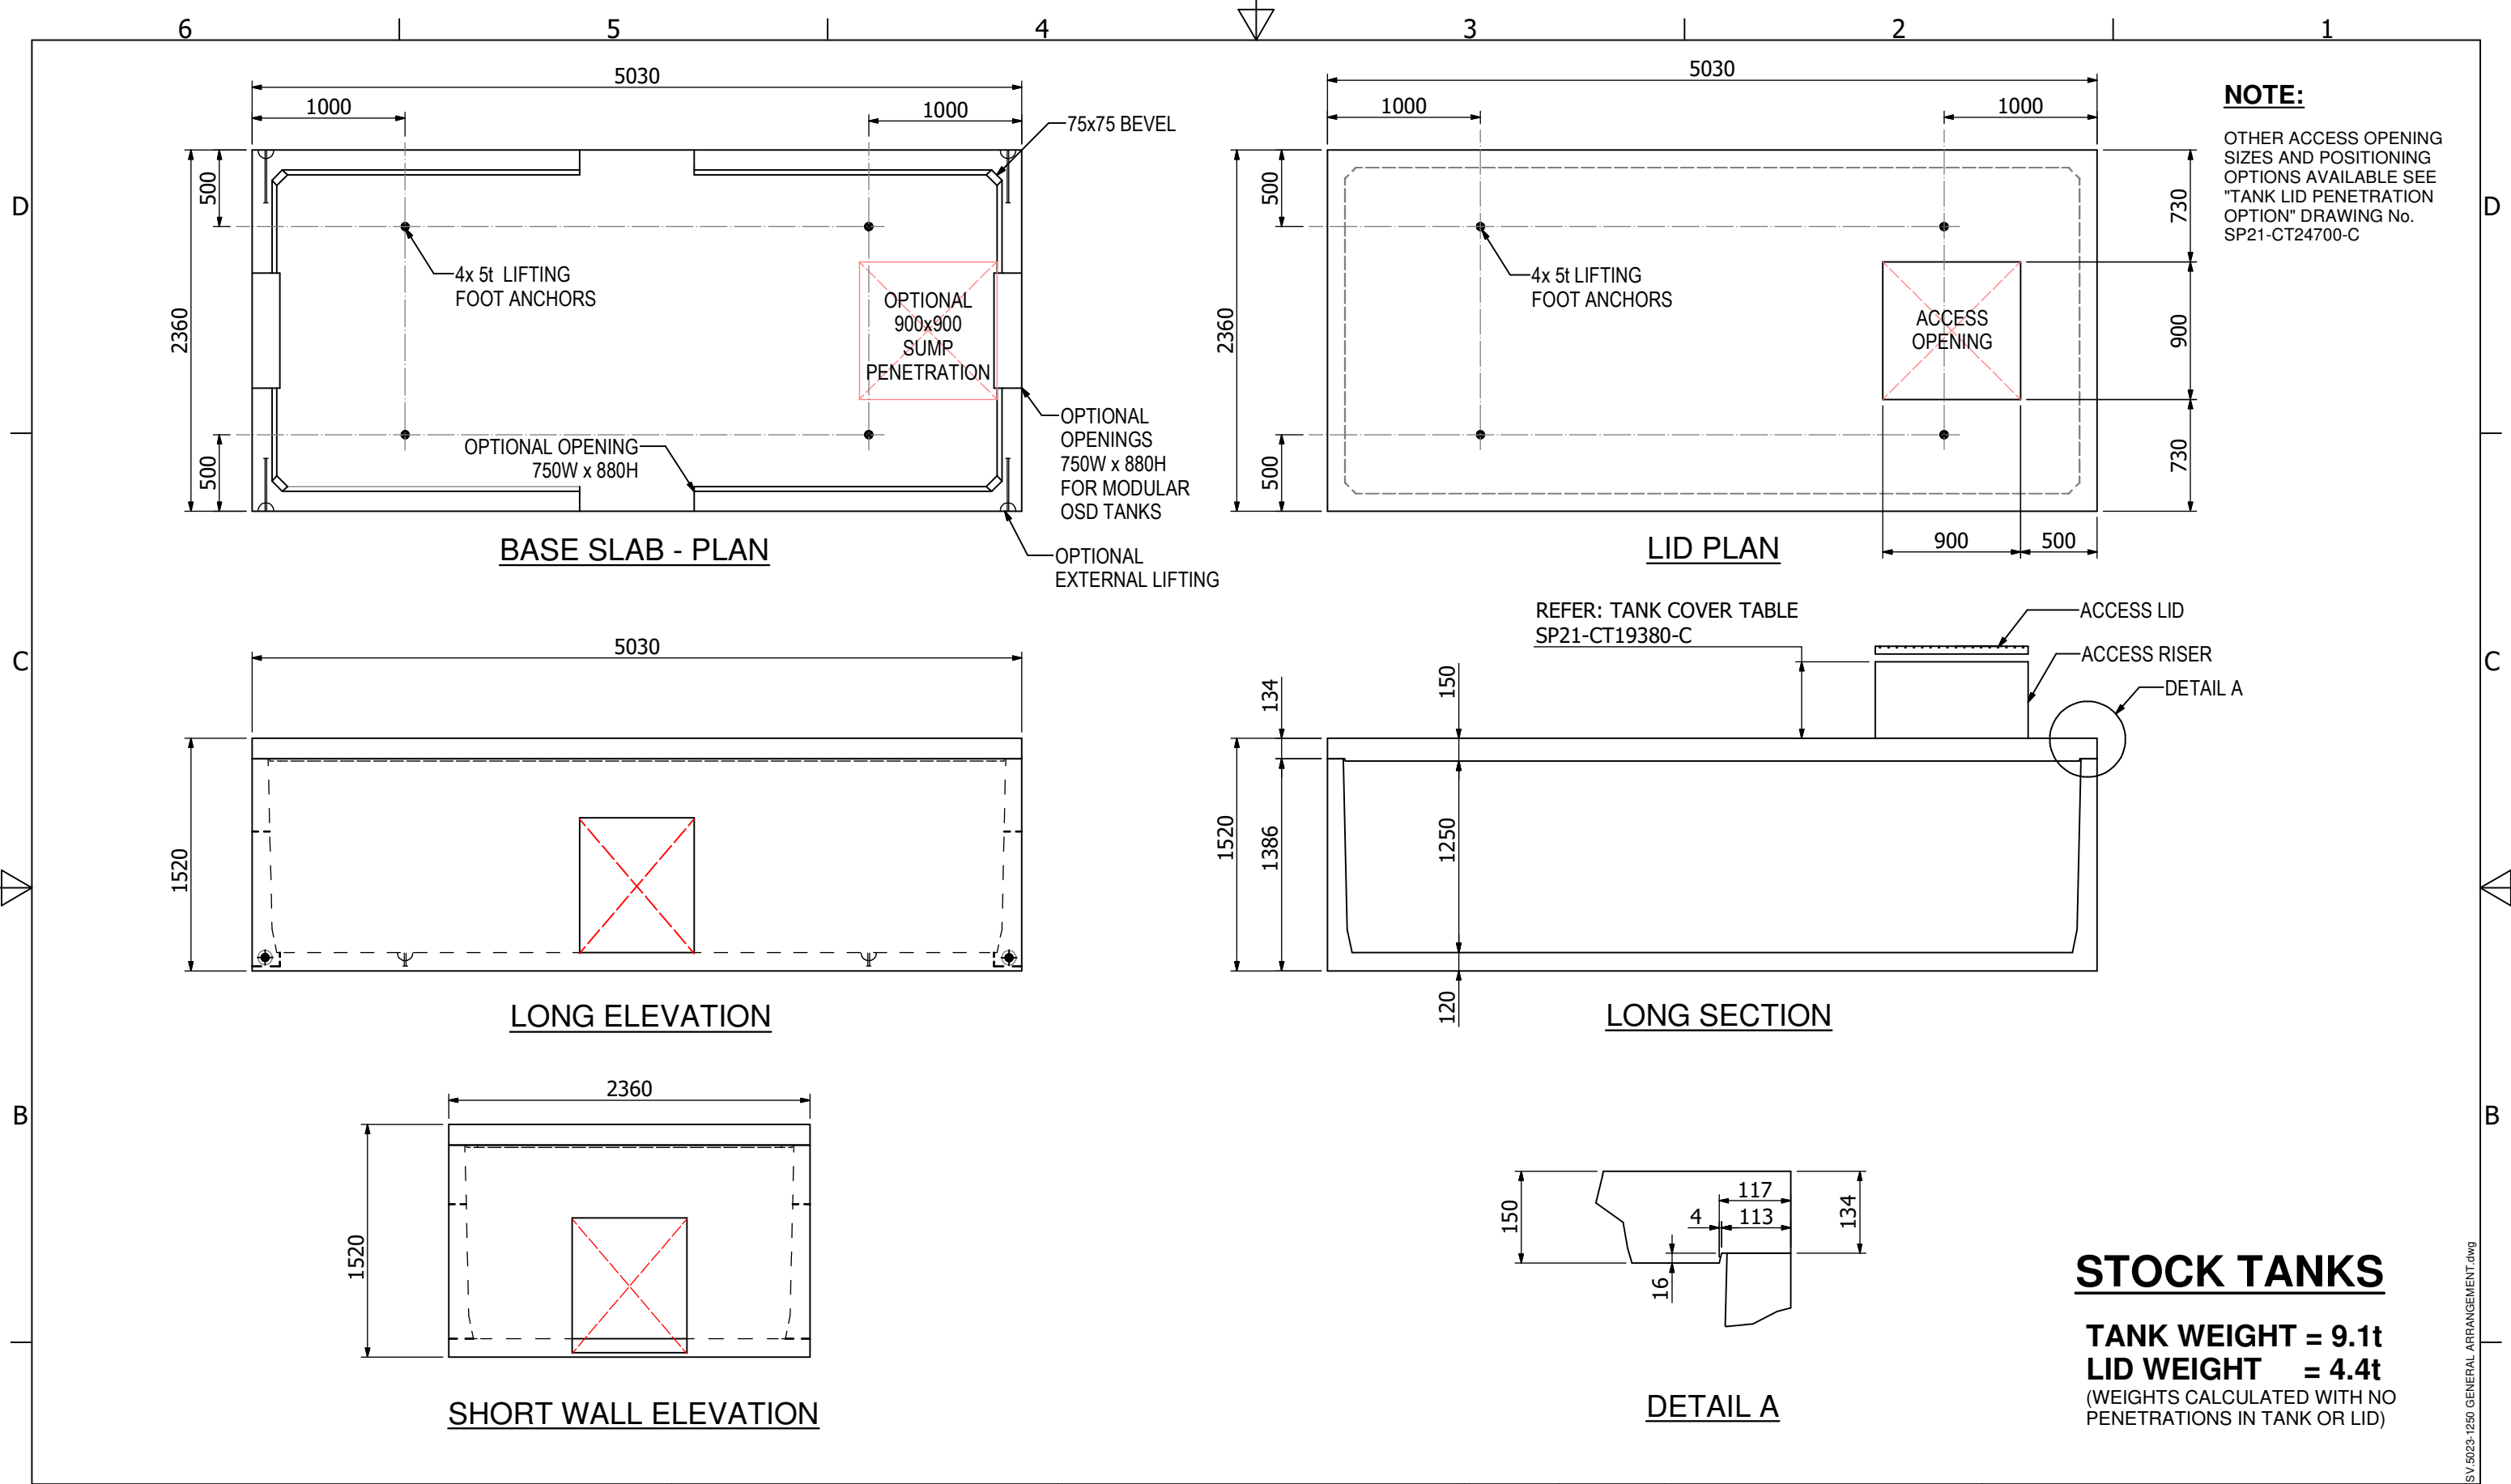 6
5
4
3
2
1
D
D
C
C
B
B
5030
1000
1000
75x75 BEVEL
500
2360
500
4x 5t LIFTING
FOOT ANCHORS
OPTIONAL
900x900
SUMP
PENETRATION
OPTIONAL OPENING
750W x 880H
OPTIONAL
OPENINGS
750W x 880H
FOR MODULAR
OSD TANKS
OPTIONAL
EXTERNAL LIFTING
BASE SLAB - PLAN
5030
1000
1000
500
2360
500
4x 5t LIFTING
FOOT ANCHORS
ACCESS
OPENING
730
900
730
900
500
LID PLAN
NOTE:
OTHER ACCESS OPENING
SIZES AND POSITIONING
OPTIONS AVAILABLE SEE
"TANK LID PENETRATION
OPTION" DRAWING No.
SP21-CT24700-C
5030
1520
LONG ELEVATION
REFER: TANK COVER TABLE
SP21-CT19380-C
ACCESS LID
ACCESS RISER
DETAIL A
134
150
1520
1386
1250
120
LONG SECTION
2360
1520
SHORT WALL ELEVATION
150
117
4
113
134
16
DETAIL A
STOCK TANKS
TANK WEIGHT = 9.1t
LID WEIGHT = 4.4t
(WEIGHTS CALCULATED WITH NO
PENETRATIONS IN TANK OR LID)
SV.5023-1250 GENERAL ARRANGEMENT.dwg